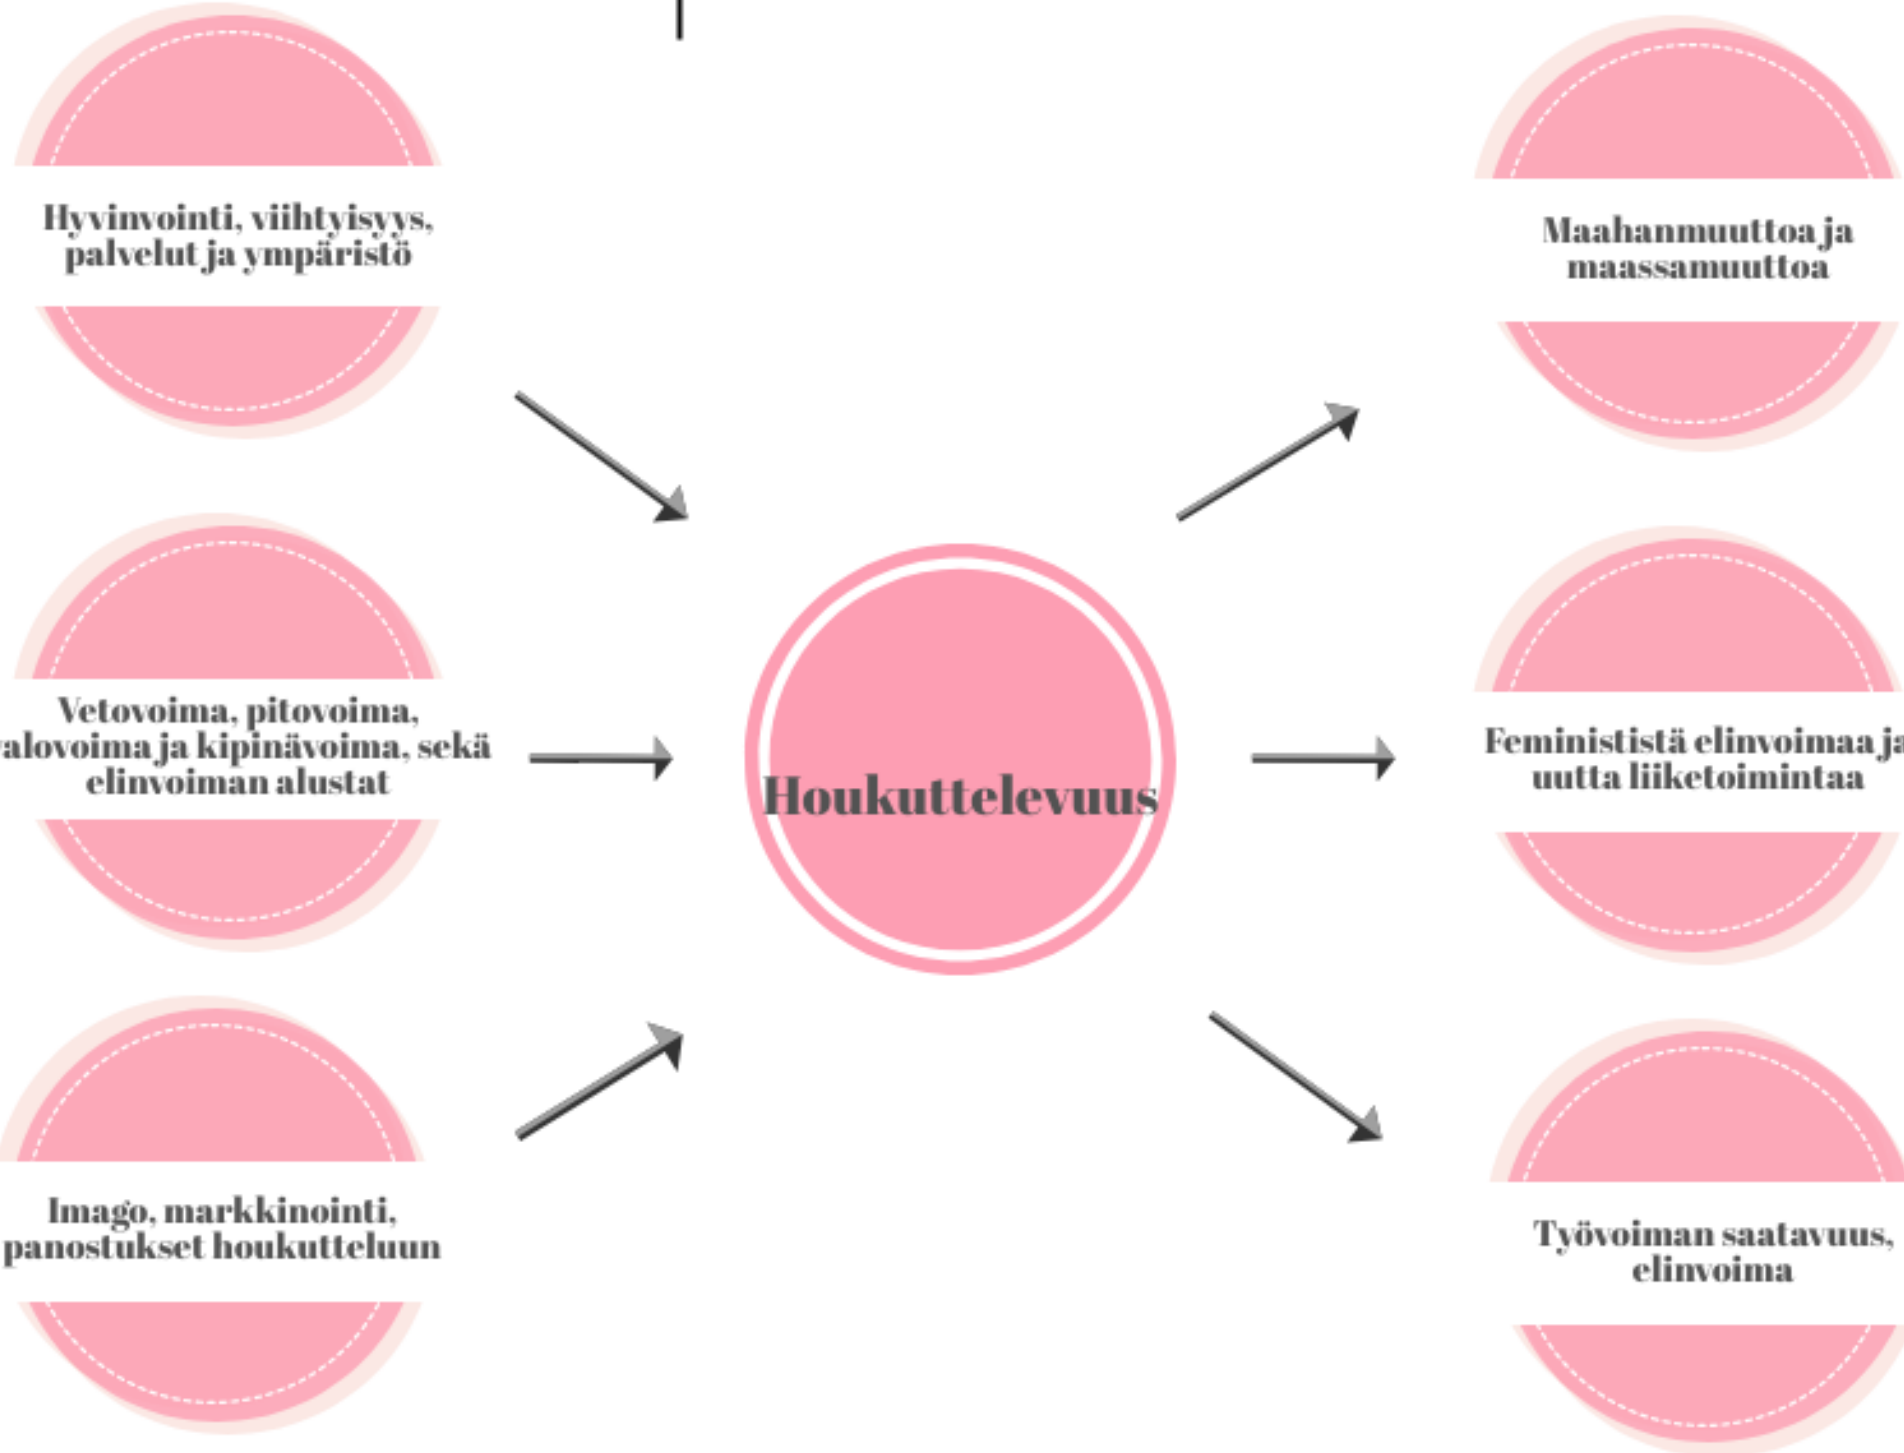 Hyvinvointi, viihtyisyys,
palvelut ja ympäristö
Vetovoima, pitovoima,
ja kipinävoima, sekä
elinvoiman alustat
Imago, markkinointi,
panostukset houkutteluun
Houkuttelevuus
Maahanmuuttoa ja
maassamuuttoa
Feminististä elinvoimaa ja
uutta liiketoimintaa
Työvoiman saatavuus,
elinvoima